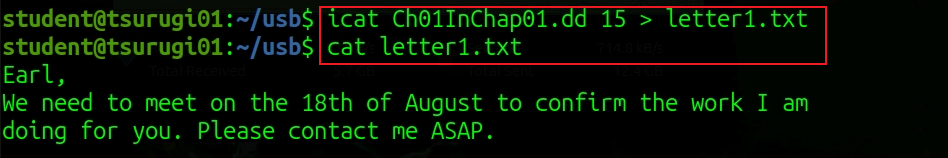 student@tsurugi01:~/usb$ icat Ch01InChap01.dd 15 > letter1.txt
student@tsurugi01:~/usb$ cat letter1.txt
Earl,
We need to meet on the 18th of August to confirm the work I am
doing for you. Please contact me ASAP.